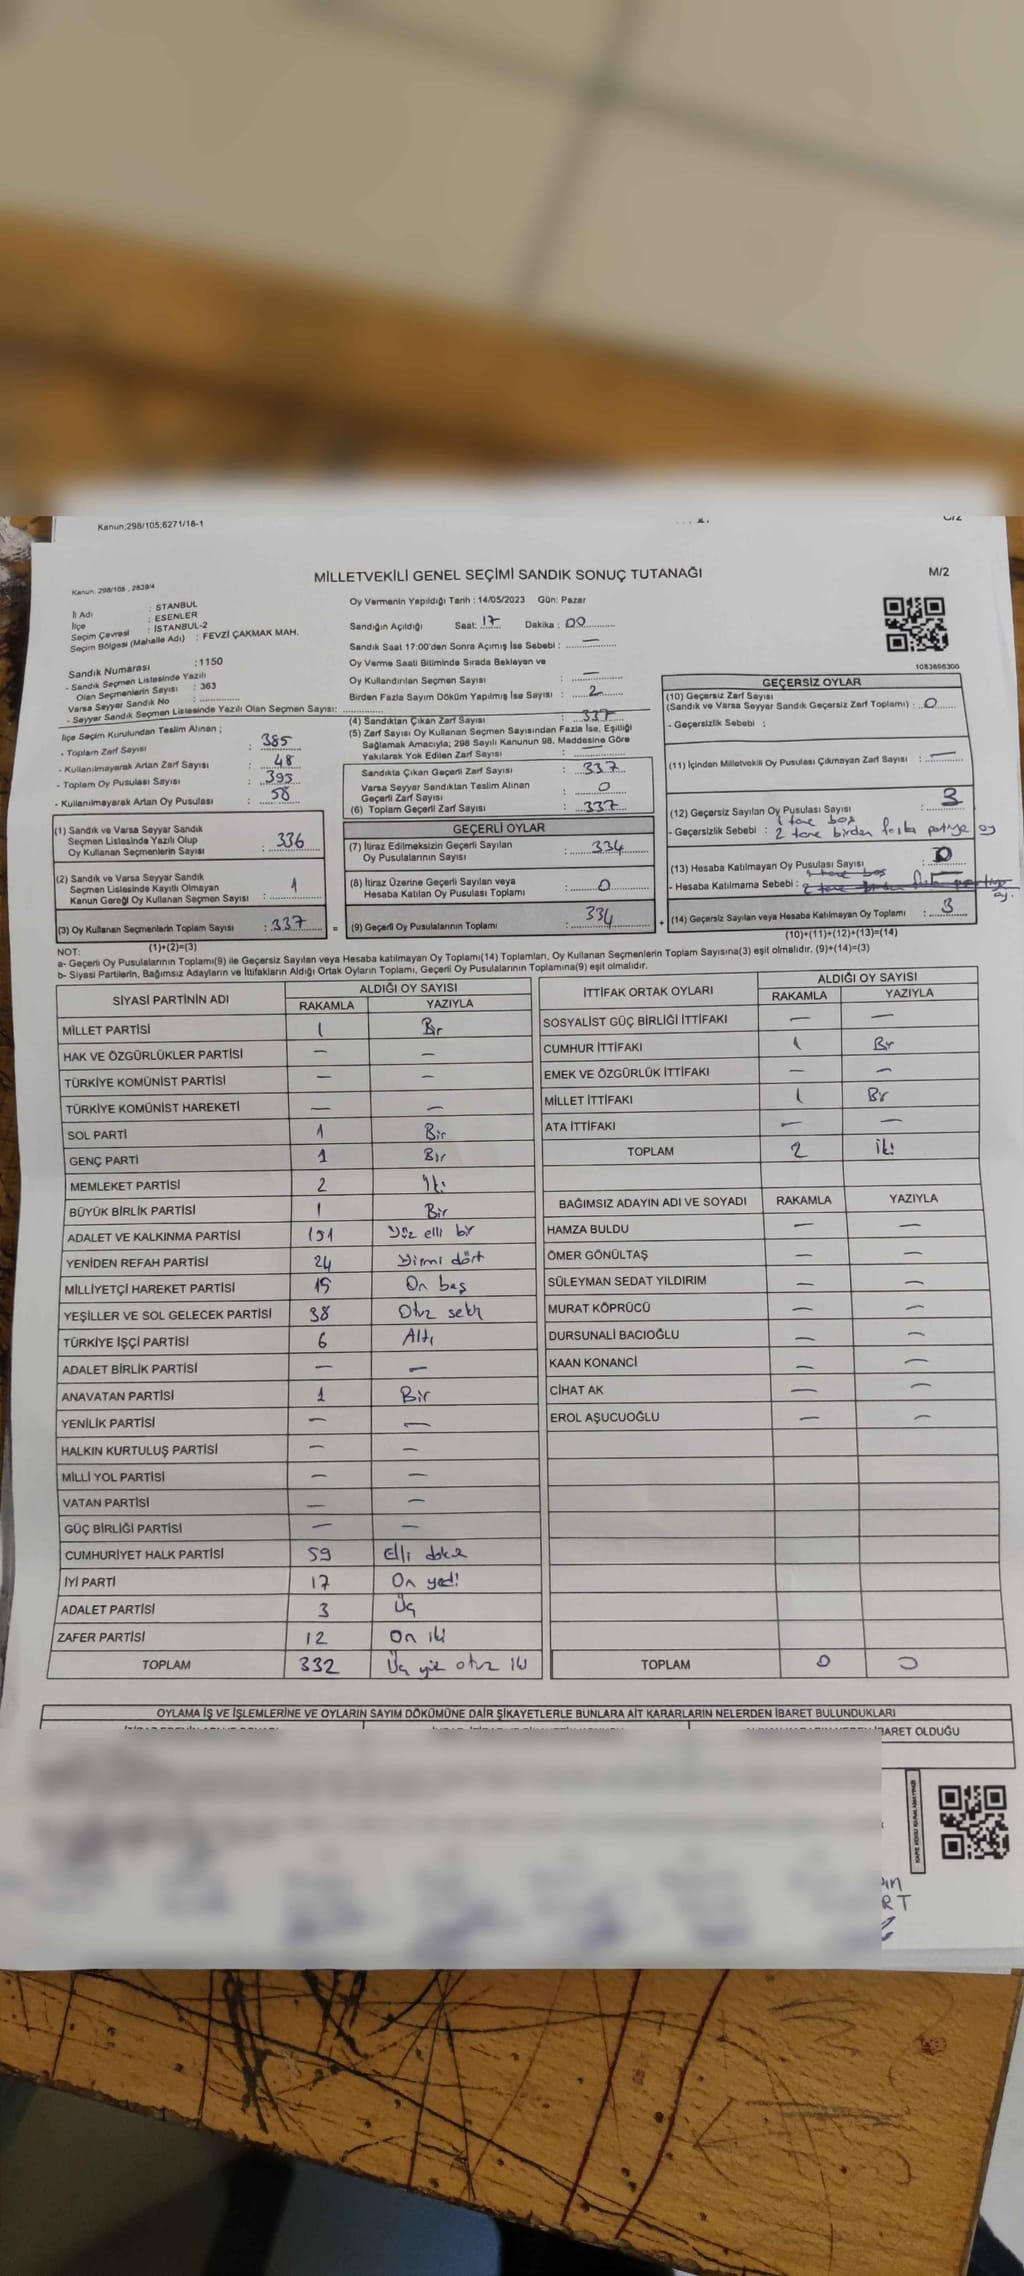 Kanun;298/105;6271/18-1
Kanun. 298/105 , 2839/4
MİLLETVEKİLİ GENEL SEÇİMİ SANDIK SONUÇ TUTANAĞI
M/2
İl Adı : STANBUL
İlçe : ESENLER
Seçim Çevresi : İSTANBUL-2
Seçim Bölgesi (Mahalle Adı) : FEVZİ ÇAKMAK MAH.
Sandık Numarası :1150
- Sandık Seçmen Listesinde Yazılı
Olan Seçmenlerin Sayısı : 363
Varsa Seyyar Sandık No : ..............
- Seyyar Sandık Seçmen Listesinde Yazılı Olan Seçmen Sayısı: ..............
Oy Vermenin Yapıldığı Tarih : 14/05/2023 Gün: Pazar
Sandığın Açıldığı Saat: 17 Dakika : 00
Sandık Saat 17:00'den Sonra Açımış İse Sebebi : —
Oy Verme Saati Bitiminde Sırada Bekleyen ve
Oy Kullandırılan Seçmen Sayısı : —
Birden Fazla Sayım Döküm Yapılmış İse Sayısı : 2
1083696300
İlçe Seçim Kurulundan Teslim Alınan ;
- Toplam Zarf Sayısı : 385
- Kullanılmayarak Artan Zarf Sayısı : 48
- Toplam Oy Pusulası Sayısı : 395
- Kullanılmayarak Artan Oy Pusulası : 58
(4) Sandıktan Çıkan Zarf Sayısı : 337
(5) Zarf Sayısı Oy Kullanan Seçmen Sayısından Fazla İse, Eşitliği
Sağlamak Amacıyla; 298 Sayılı Kanunun 98. Maddesine Göre
Yakılarak Yok Edilen Zarf Sayısı : —
Sandıkta Çıkan Geçerli Zarf Sayısı : 337
Varsa Seyyar Sandıktan Teslim Alınan
Geçerli Zarf Sayısı : 0
(6) Toplam Geçerli Zarf Sayısı : 337
GEÇERSİZ OYLAR
(10) Geçersiz Zarf Sayısı
(Sandık ve Varsa Seyyar Sandık Geçersiz Zarf Toplamı) : 0
- Geçersizlik Sebebi :
(11) İçinden Milletvekili Oy Pusulası Çıkmayan Zarf Sayısı : —
(12) Geçersiz Sayılan Oy Pusulası Sayısı : 3
1 tane boş
- Geçersizlik Sebebi : 2 tane birden fazla partiye oy
(13) Hesaba Katılmayan Oy Pusulası Sayısı : 0
1 tane boş
- Hesaba Katılmama Sebebi : 2 tane birden fazla partiye
oy.
(14) Geçersiz Sayılan veya Hesaba Katılmayan Oy Toplamı : 3
(10)+(11)+(12)+(13)=(14)
(1) Sandık ve Varsa Seyyar Sandık
Seçmen Listesinde Yazılı Olup
Oy Kullanan Seçmenlerin Sayısı : 336
(2) Sandık ve Varsa Seyyar Sandık
Seçmen Listesinde Kayıtlı Olmayan
Kanun Gereği Oy Kullanan Seçmen Sayısı : 1
(3) Oy Kullanan Seçmenlerin Toplam Sayısı : 337 =
(1)+(2)=(3)
GEÇERLİ OYLAR
(7) İtiraz Edilmeksizin Geçerli Sayılan
Oy Pusulalarının Sayısı : 334
(8) İtiraz Üzerine Geçerli Sayılan veya
Hesaba Katılan Oy Pusulası Toplamı : 0
(9) Geçerli Oy Pusulalarının Toplamı : 334 +
NOT:
a- Geçerli Oy Pusulalarının Toplamı(9) ile Geçersiz Sayılan veya Hesaba katılmayan Oy Toplamı(14) Toplamları, Oy Kullanan Seçmenlerin Toplam Sayısına(3) eşit olmalıdır. (9)+(14)=(3)
b- Siyasi Partilerin, Bağımsız Adayların ve İttifakların Aldığı Ortak Oyların Toplamı, Geçerli Oy Pusulalarının Toplamına(9) eşit olmalıdır.
SİYASİ PARTİNİN ADI ALDIĞI OY SAYISI
RAKAMLA YAZIYLA
MİLLET PARTİSİ 1 Bir
HAK VE ÖZGÜRLÜKLER PARTİSİ — —
TÜRKİYE KOMÜNİST PARTİSİ — —
TÜRKİYE KOMÜNİST HAREKETİ — —
SOL PARTİ 1 Bir
GENÇ PARTİ 1 Bir
MEMLEKET PARTİSİ 2 iki
BÜYÜK BİRLİK PARTİSİ 1 Bir
ADALET VE KALKINMA PARTİSİ 151 Yüz elli bir
YENİDEN REFAH PARTİSİ 24 Yirmi dört
MİLLİYETÇİ HAREKET PARTİSİ 15 On beş
YEŞİLLER VE SOL GELECEK PARTİSİ 38 Otuz sekiz
TÜRKİYE İŞÇİ PARTİSİ 6 Altı
ADALET BİRLİK PARTİSİ — —
ANAVATAN PARTİSİ 1 Bir
YENİLİK PARTİSİ — —
HALKIN KURTULUŞ PARTİSİ — —
MİLLİ YOL PARTİSİ — —
VATAN PARTİSİ — —
GÜÇ BİRLİĞİ PARTİSİ — —
CUMHURİYET HALK PARTİSİ 59 Elli dokuz
İYİ PARTİ 17 On yedi
ADALET PARTİSİ 3 Üç
ZAFER PARTİSİ 12 On iki
TOPLAM 332 Üç yüz otuz iki
İTTİFAK ORTAK OYLARI ALDIĞI OY SAYISI
RAKAMLA YAZIYLA
SOSYALİST GÜÇ BİRLİĞİ İTTİFAKI — —
CUMHUR İTTİFAKI 1 Bir
EMEK VE ÖZGÜRLÜK İTTİFAKI — —
MİLLET İTTİFAKI 1 Bir
ATA İTTİFAKI — —
TOPLAM 2 iki
BAĞIMSIZ ADAYIN ADI VE SOYADI RAKAMLA YAZIYLA
HAMZA BULDU — —
ÖMER GÖNÜLTAŞ — —
SÜLEYMAN SEDAT YILDIRIM — —
MURAT KÖPRÜCÜ — —
DURSUNALİ BACIOĞLU — —
KAAN KONANCİ — —
CİHAT AK — —
EROL AŞUCUOĞLU — —
TOPLAM 0 0
OYLAMA İŞ VE İŞLEMLERİNE VE OYLARIN SAYIM DÖKÜMÜNE DAİR ŞİKAYETLERLE BUNLARA AİT KARARLARIN NELERDEN İBARET BULUNDUKLARI
İBARET OLDUĞU